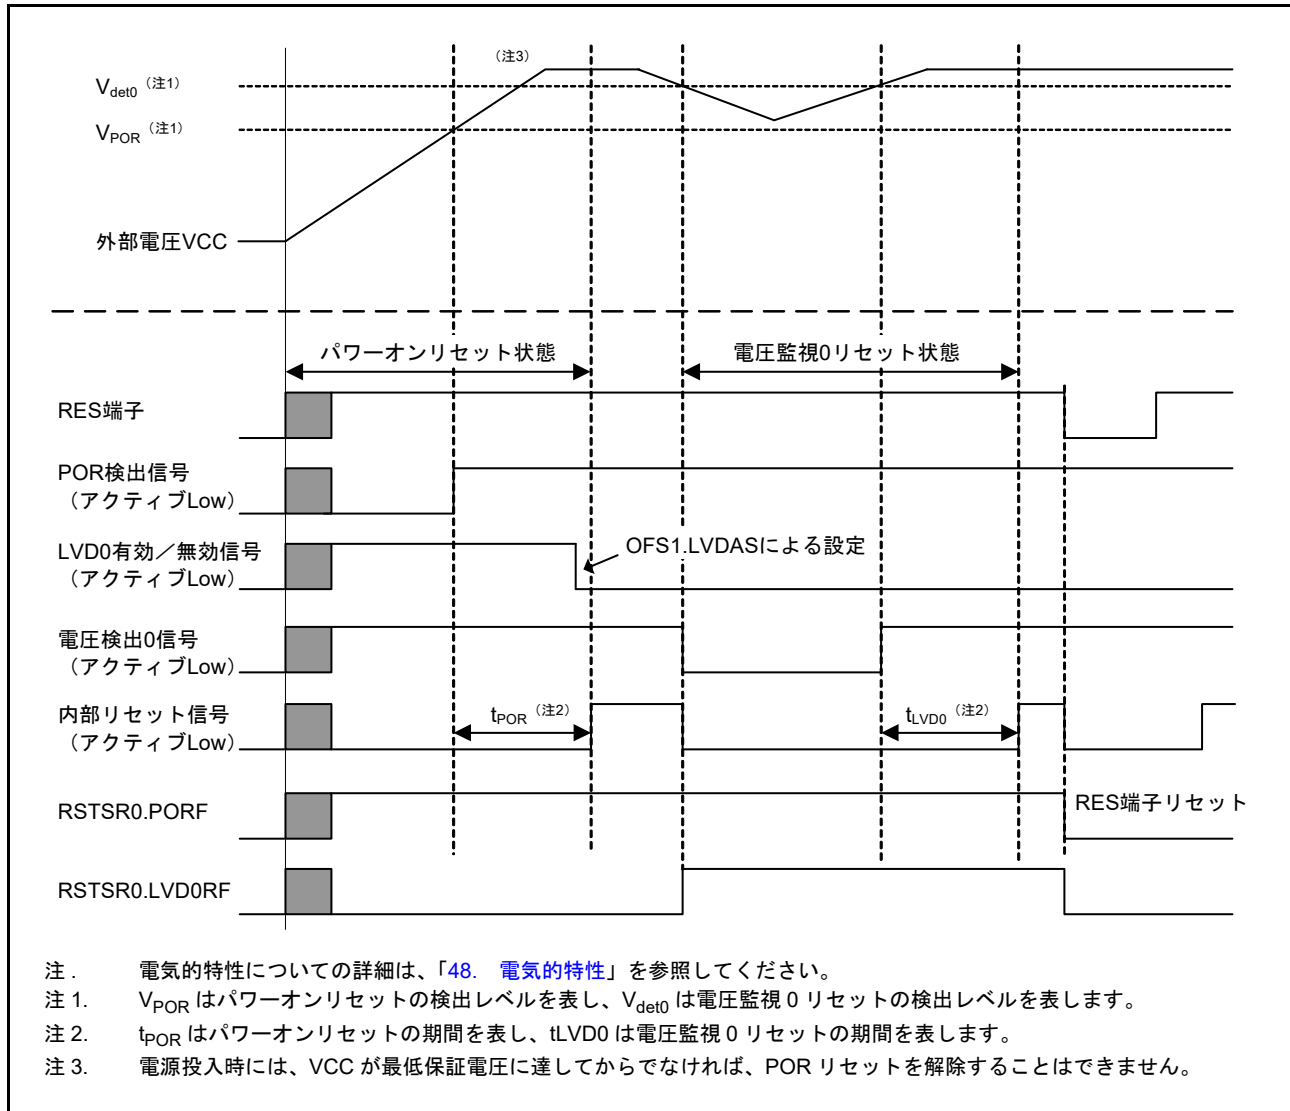 (注3)
Vdet0 (注1)
VPOR (注1)
外部電圧VCC
パワーオンリセット状態
電圧監視0リセット状態
RES端子
POR検出信号
(アクティブLow)
LVD0有効/無効信号
(アクティブLow)
OFS1.LVDASによる設定
電圧検出0信号
(アクティブLow)
内部リセット信号
(アクティブLow)
tPOR (注2)
tLVD0 (注2)
RSTSR0.PORF
RES端子リセット
RSTSR0.LVD0RF
注. 電気的特性についての詳細は、「48. 電気的特性」を参照してください。
注 1. VPOR はパワーオンリセットの検出レベルを表し、Vdet0 は電圧監視 0 リセットの検出レベルを表します。
注 2. tPOR はパワーオンリセットの期間を表し、tLVD0 は電圧監視 0 リセットの期間を表します。
注 3. 電源投入時には、VCC が最低保証電圧に達してからでなければ、POR リセットを解除することはできません。